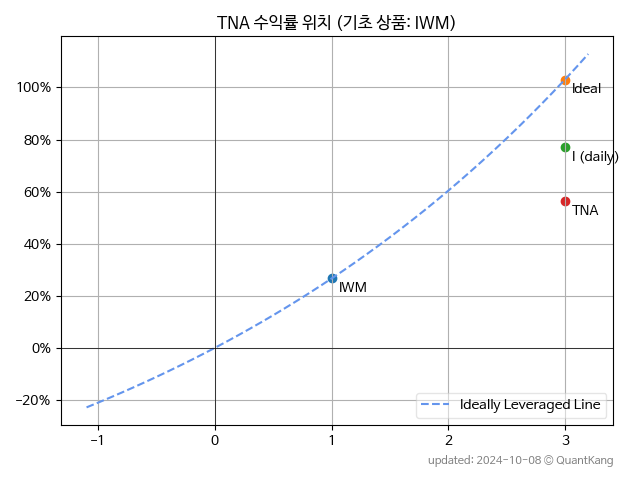 TNA 수익률 위치 (기초 상품: IWM)
100%
80%
60%
40%
20%
0%
−20%
−1
0
1
2
3
Ideal
I (daily)
TNA
IWM
Ideally Leveraged Line
updated: 2024-10-08 © QuantKang